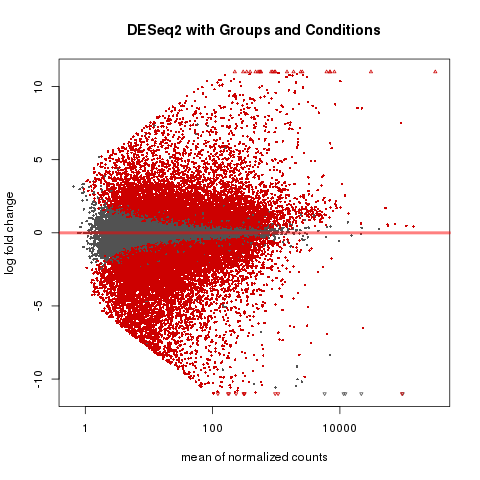 DESeq2 with Groups and Conditions
10
5
0
-5
-10
log fold change
1
100
10000
mean of normalized counts